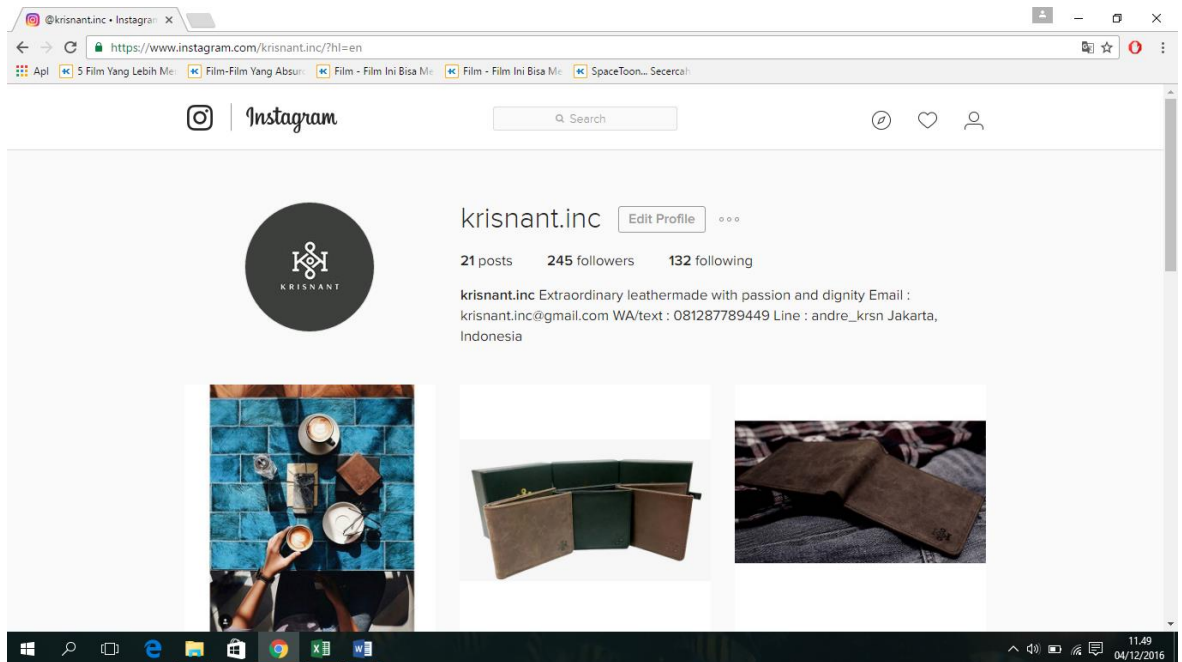 @krisnant.inc • Instagran
https://www.instagram.com/krisnant.inc/?hl=en
Apl 5 Film Yang Lebih Mer Film-Film Yang Absur Film - Film Ini Bisa Me Film - Film Ini Bisa Me SpaceToon... Secercah
Instagram Search
krisnant.inc Edit Profile
21 posts 245 followers 132 following
krisnant.inc Extraordinary leathermade with passion and dignity Email :
krisnant.inc@gmail.com WA/text : 081287789449 Line : andre_krsn Jakarta,
Indonesia
KRISNANT
11.49
04/12/2016